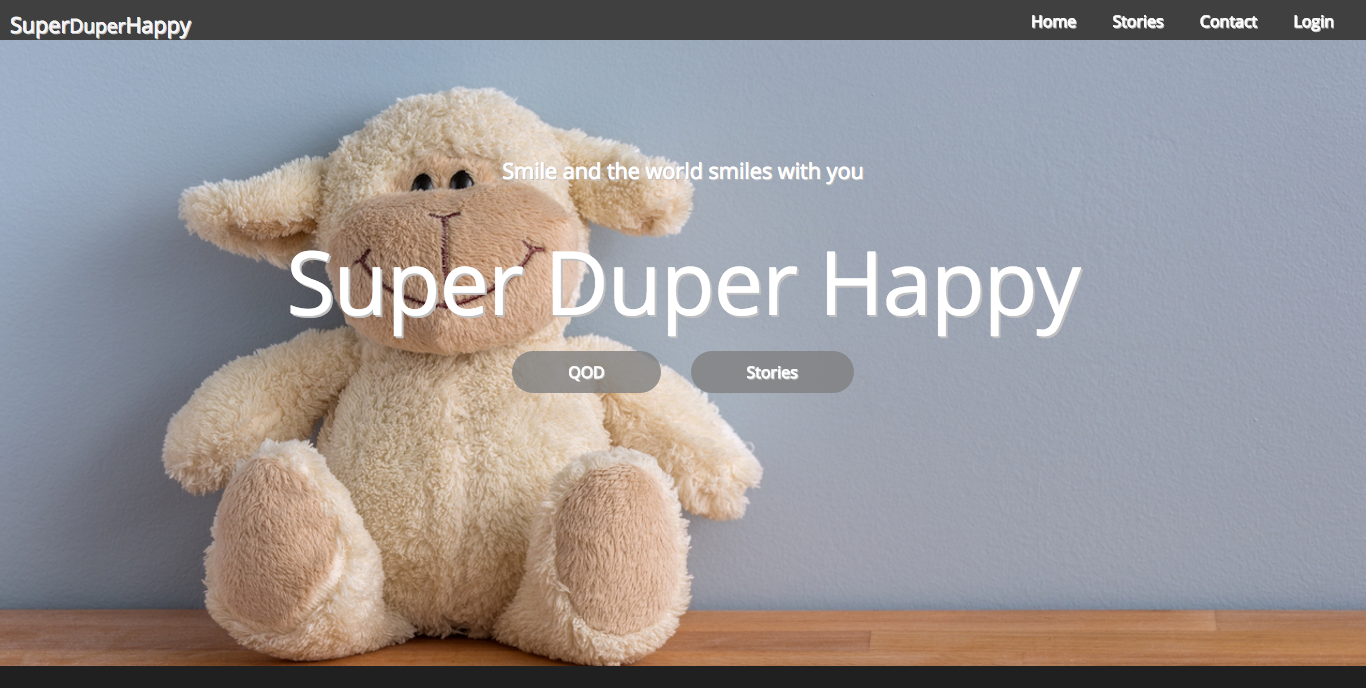 SuperDuperHappy
Home Stories Contact Login
Smile and the world smiles with you
Super Duper Happy
QOD Stories